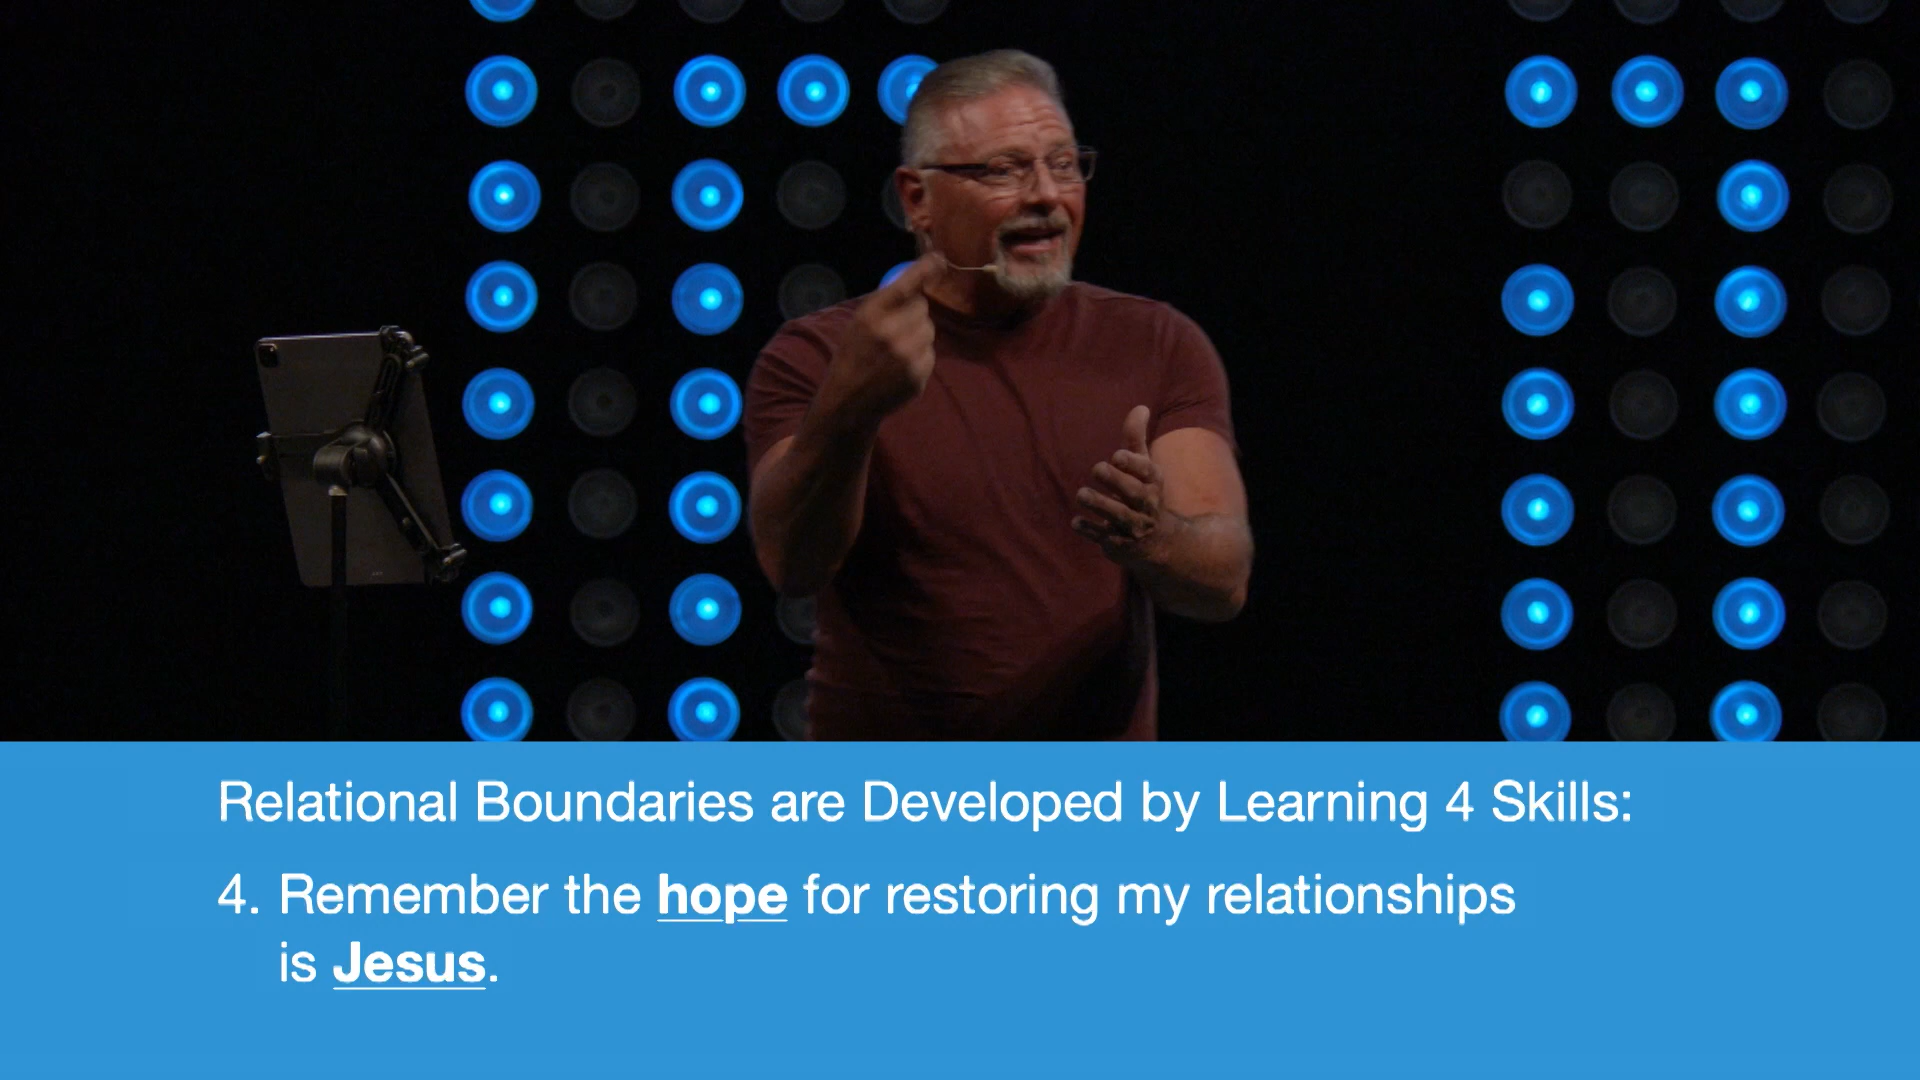 Relational Boundaries are Developed by Learning 4 Skills:
4. Remember the hope for restoring my relationships
is Jesus.